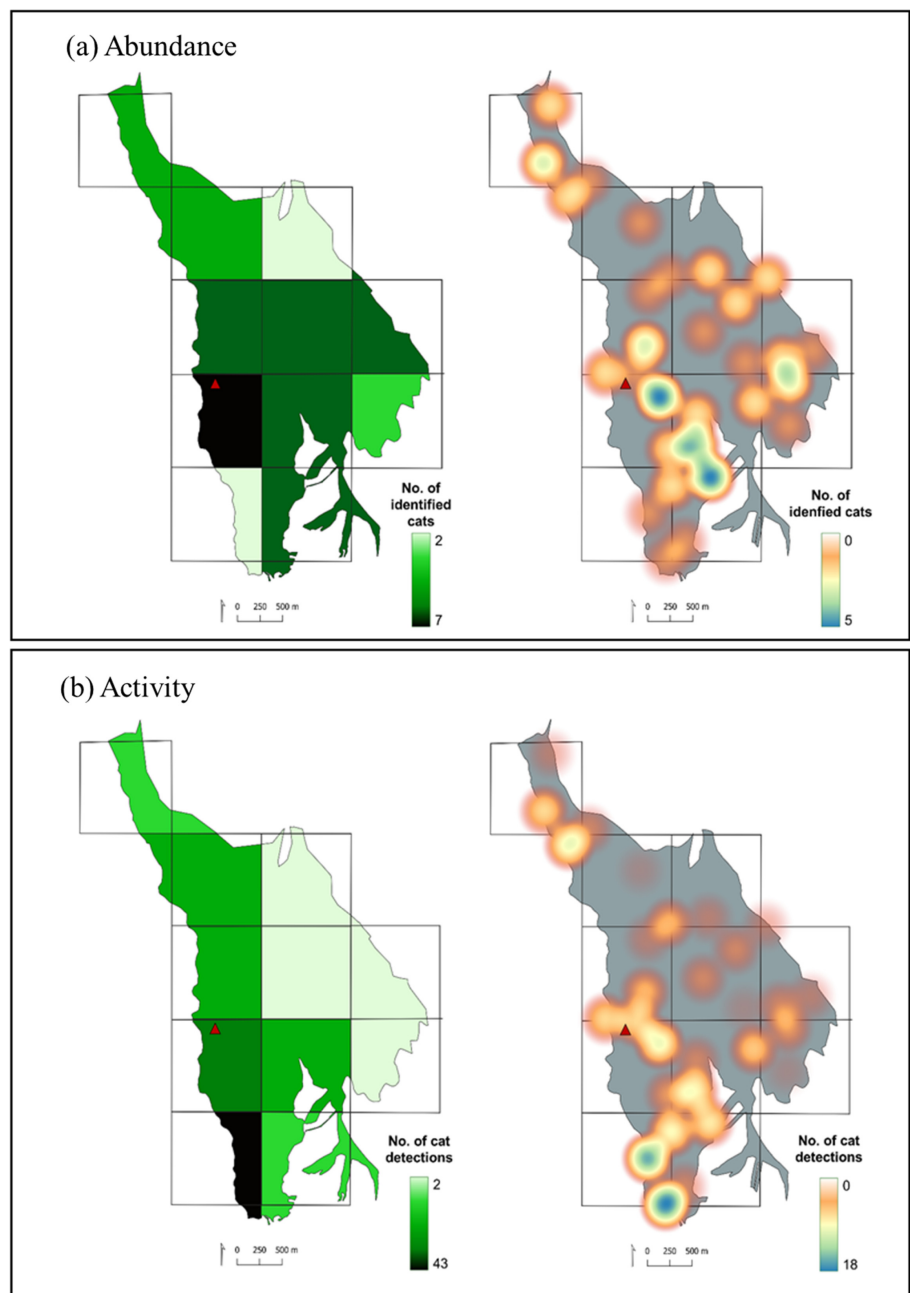 (a) Abundance
No. of
identified
cats
2
7
0 250 500 m
No. of
idenfied cats
0
5
0 250 500 m
(b) Activity
No. of cat
detections
2
43
0 250 500 m
No. of cat
detections
0
18
0 250 500 m